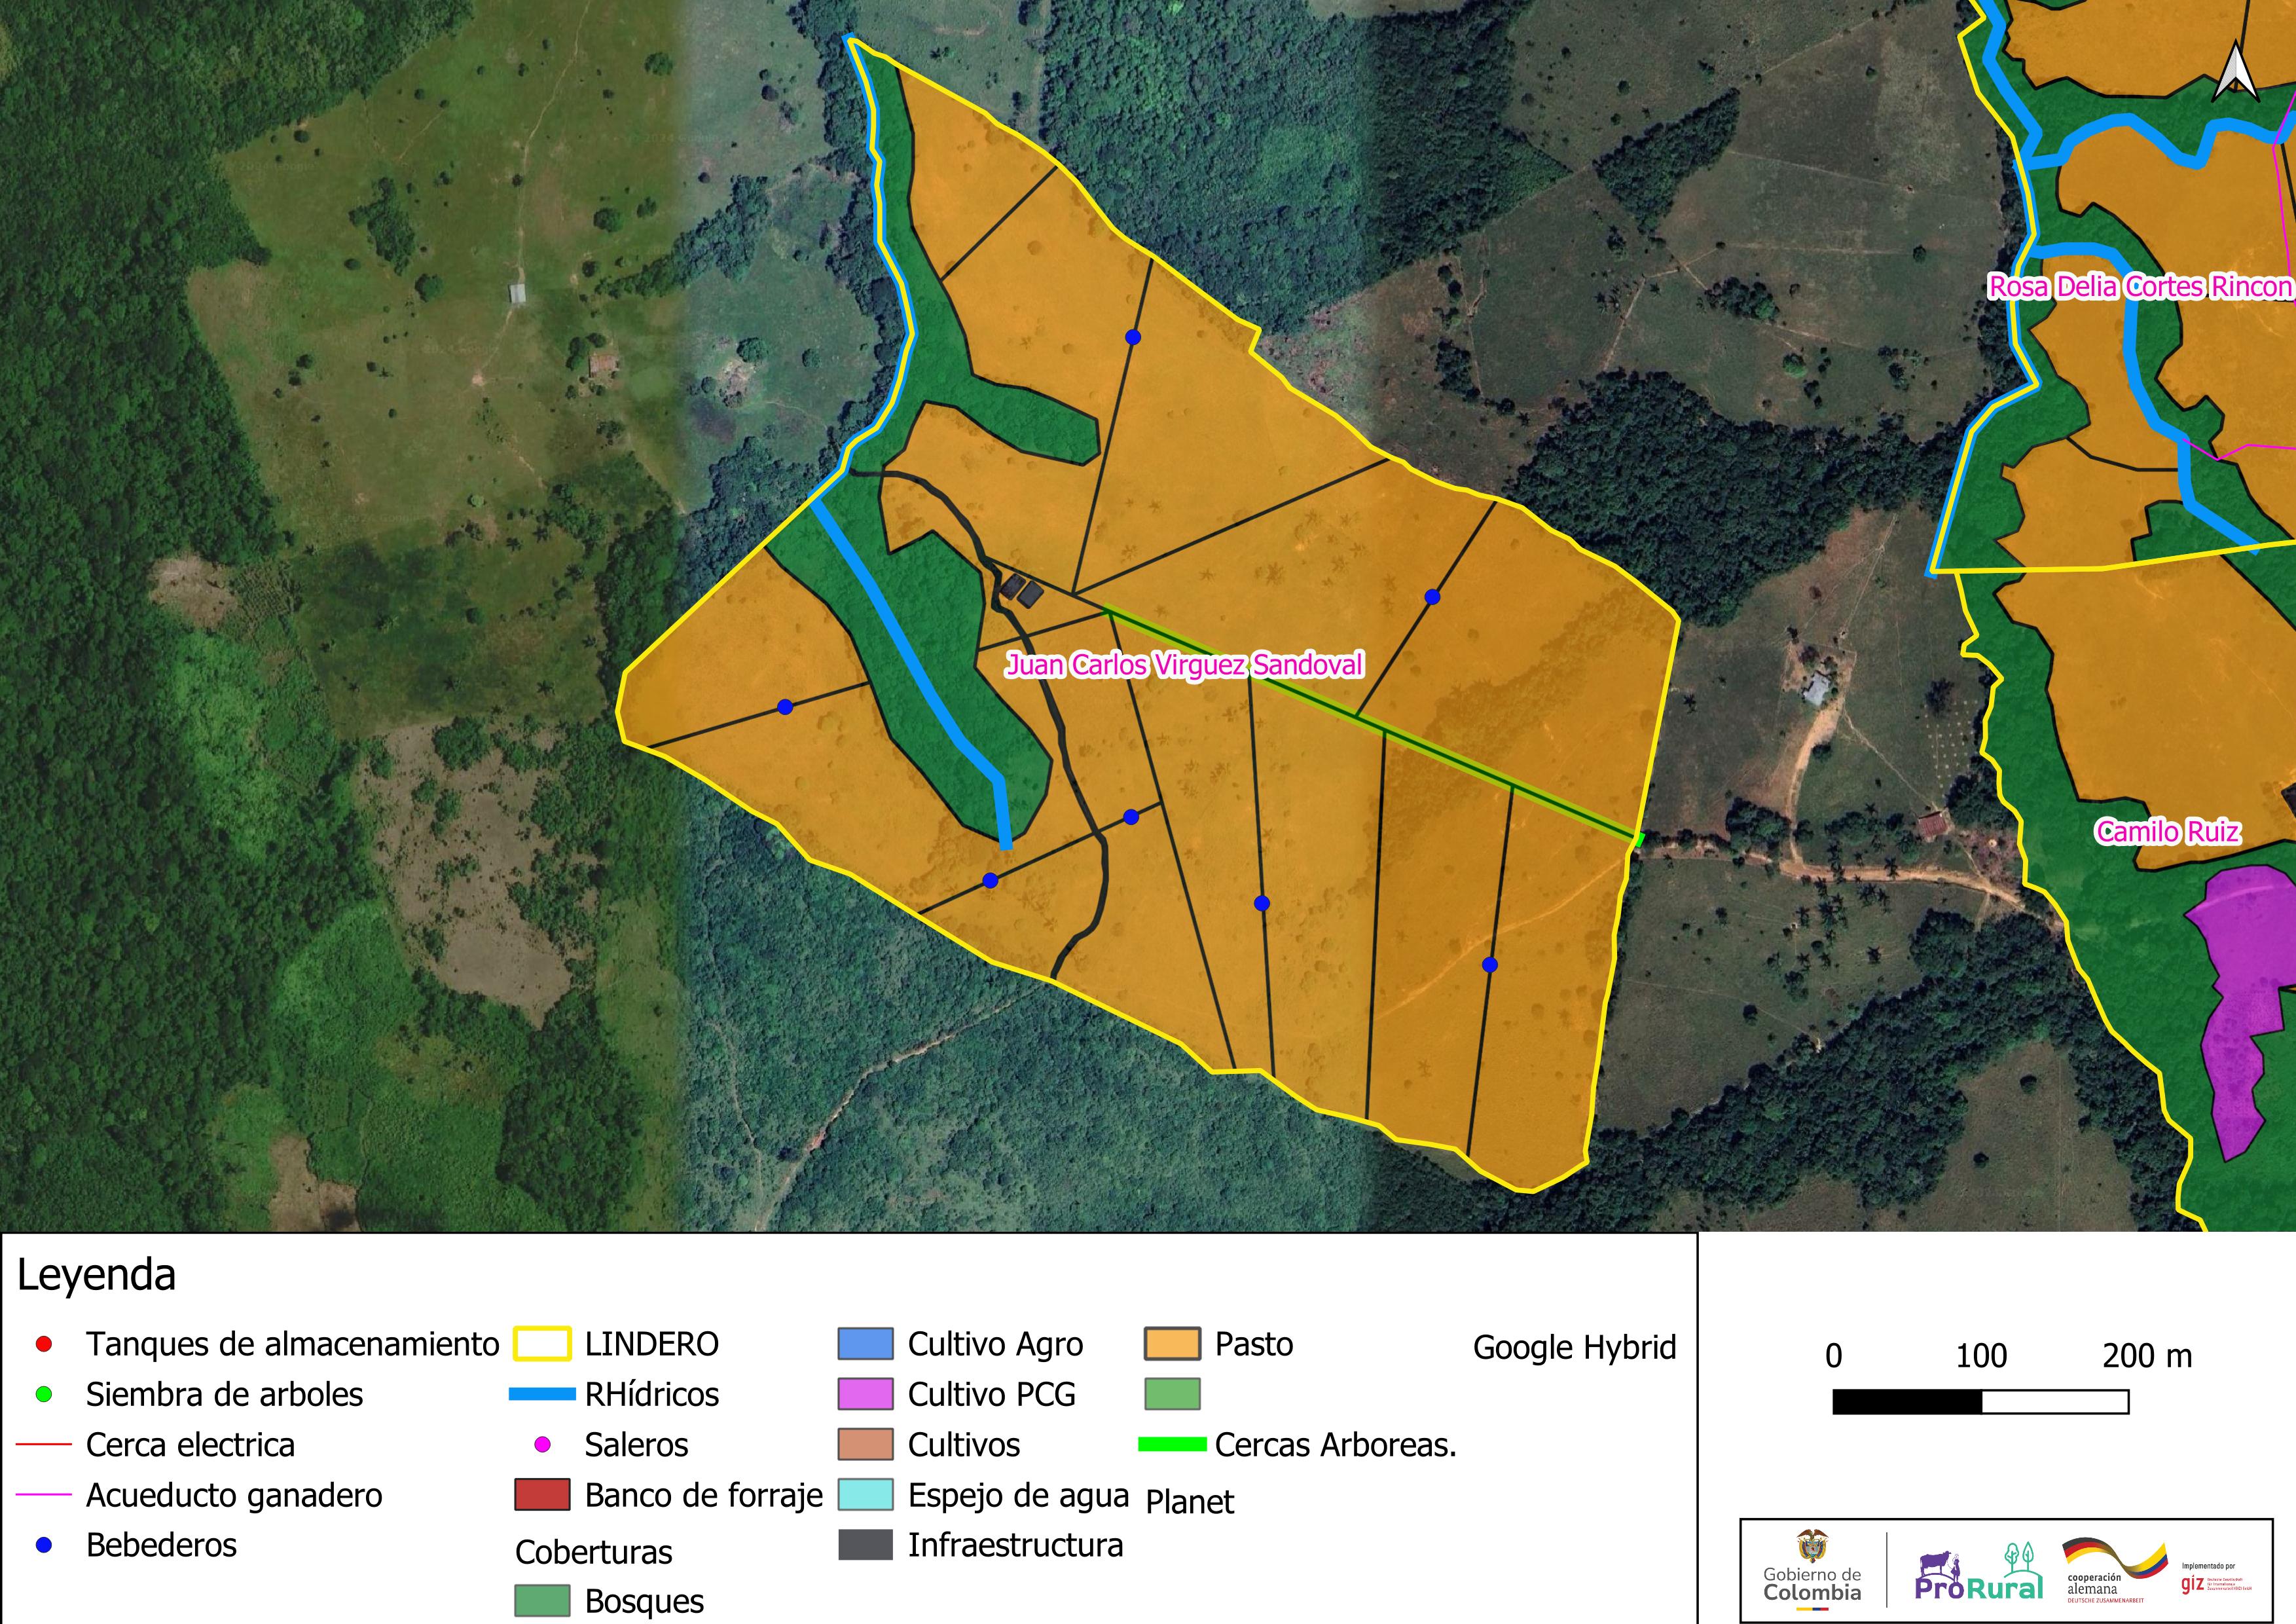 Rosa Delia Cortes Rincon
Juan Carlos Virguez Sandoval
Camilo Ruiz
Leyenda
Tanques de almacenamiento
Siembra de arboles
Cerca electrica
Acueducto ganadero
Bebederos
LINDERO
RHídricos
Saleros
Banco de forraje
Coberturas
Bosques
Cultivo Agro
Cultivo PCG
Cultivos
Espejo de agua
Infraestructura
Pasto
Cercas Arboreas.
Planet
Google Hybrid
0 100 200 m
Gobierno de
Colombia
ProRural
cooperación
alemana
DEUTSCHE ZUSAMMENARBEIT
Implementado por
giz